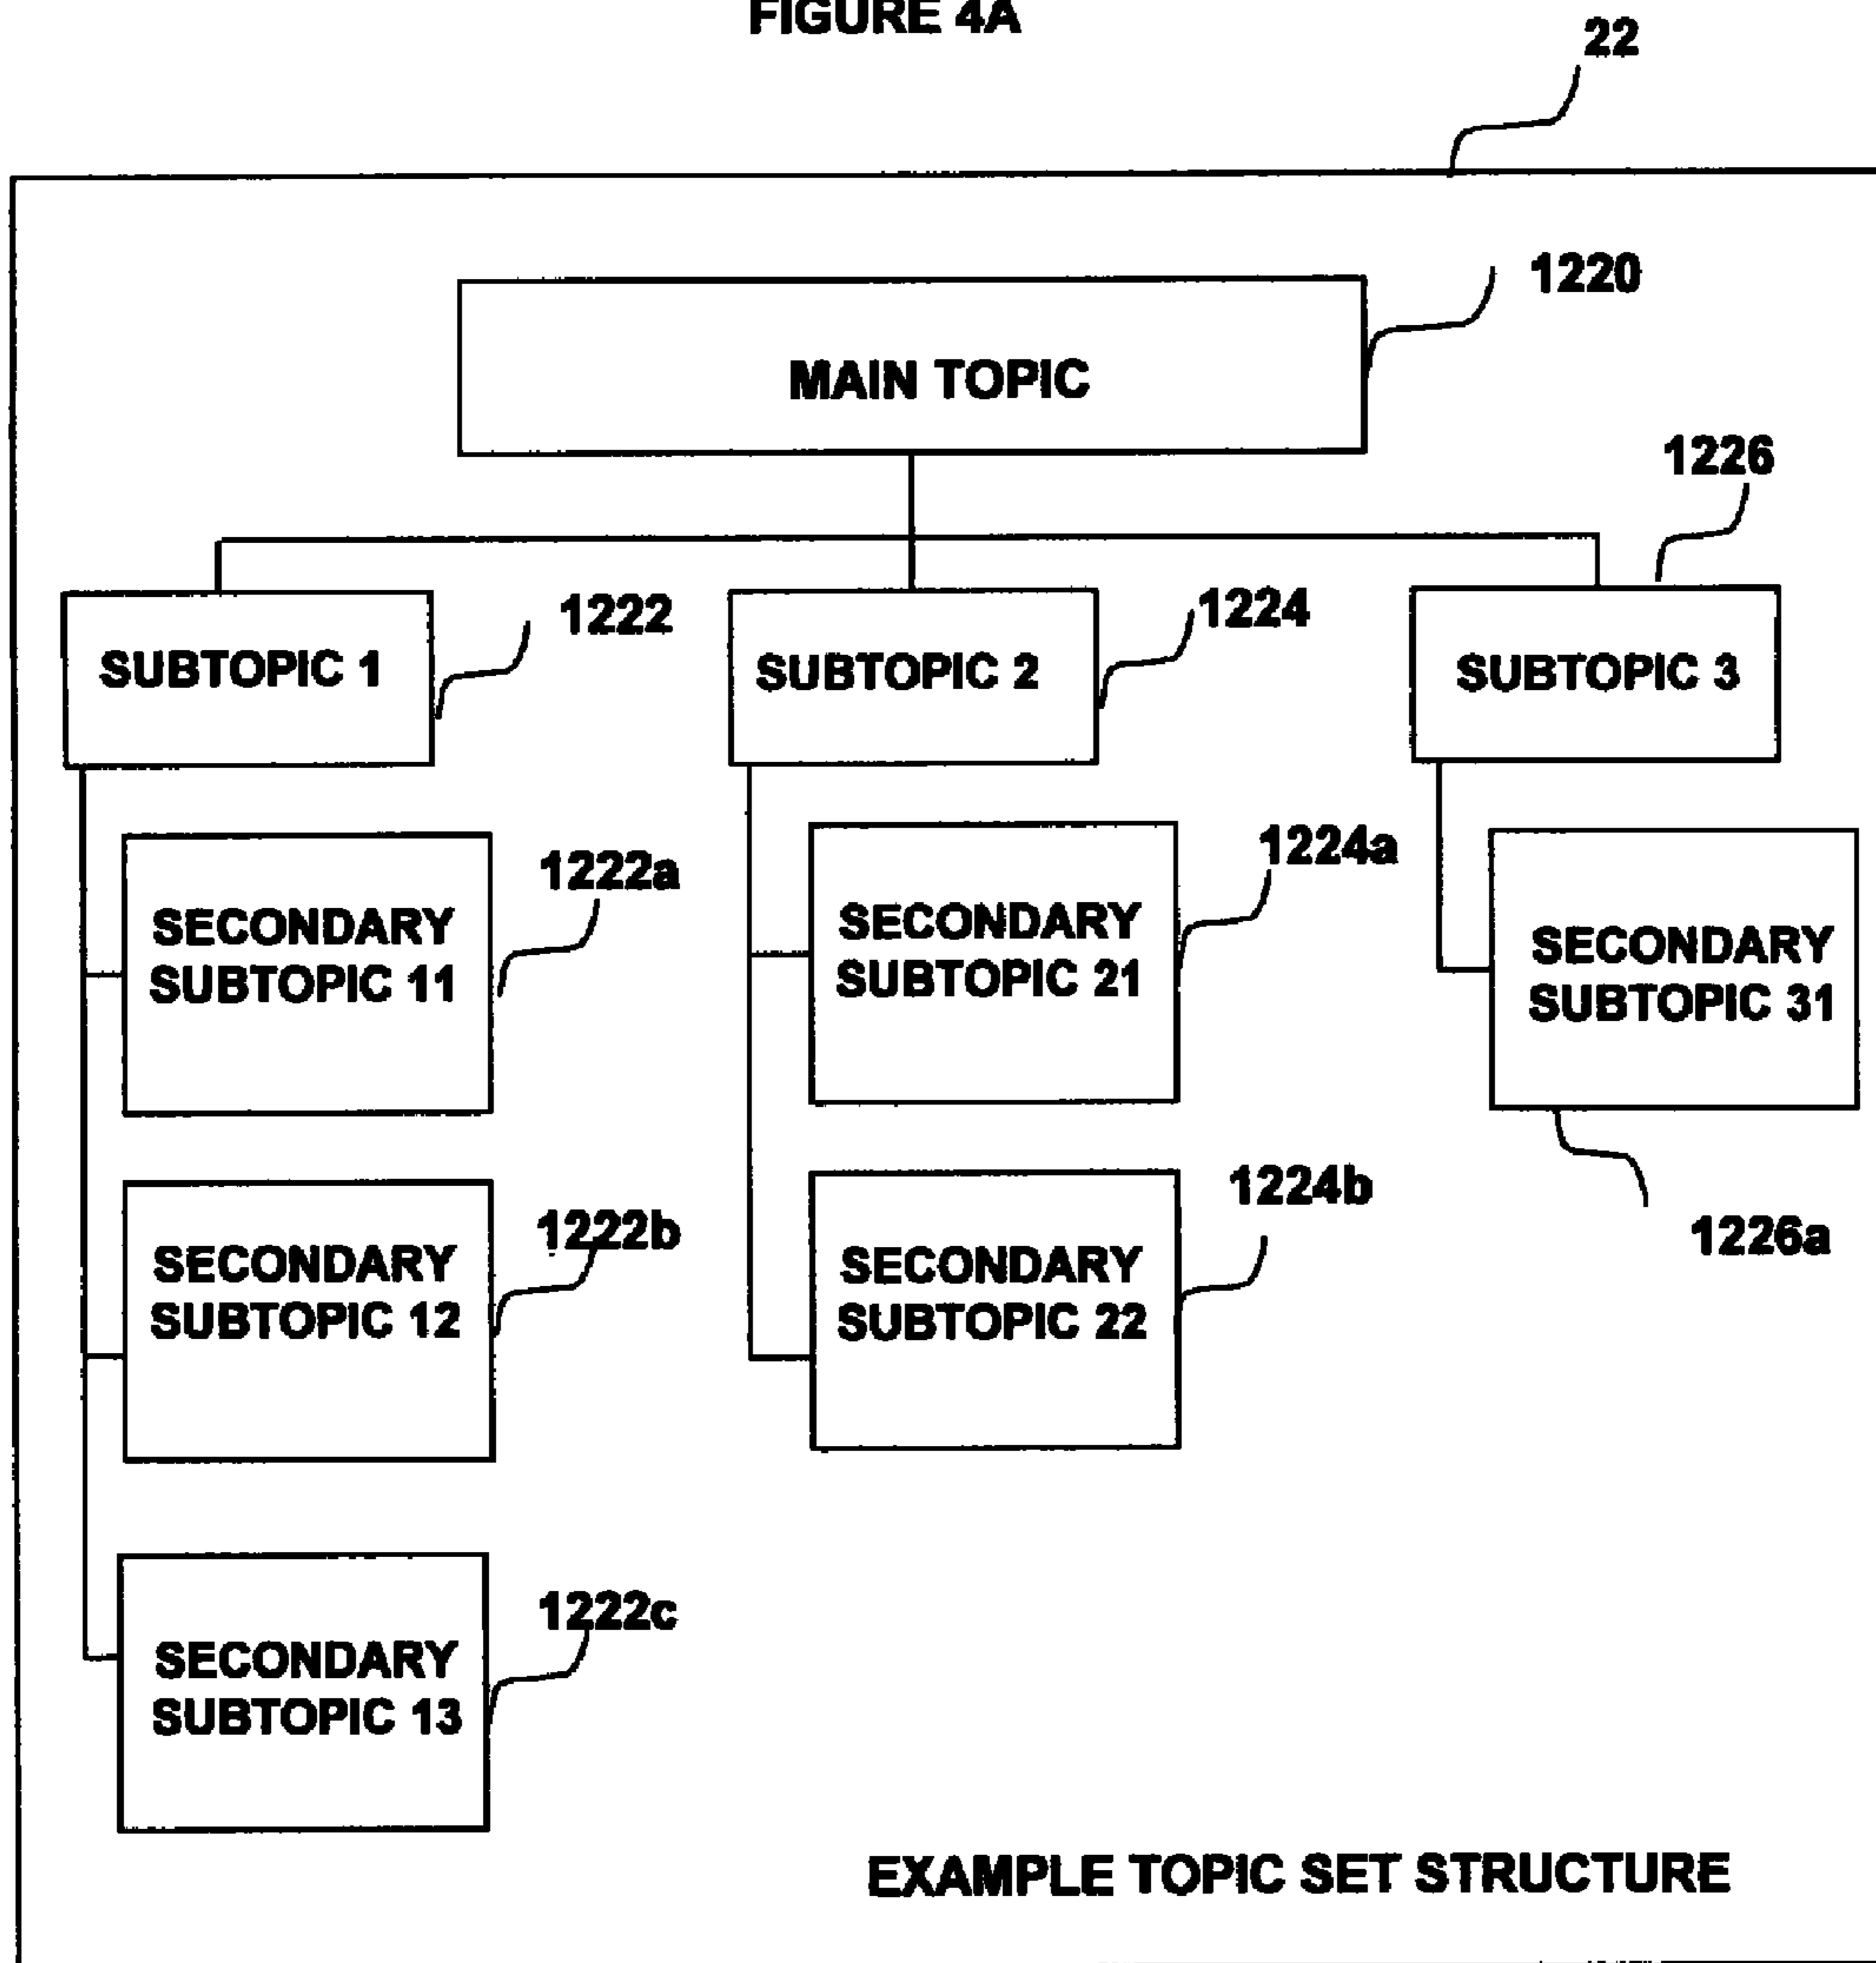 FIGURE 4A
22
1220
MAIN TOPIC
1226
1222
1224
SUBTOPIC 1
SUBTOPIC 2
SUBTOPIC 3
1222a
1224a
SECONDARY
SUBTOPIC 11
SECONDARY
SUBTOPIC 21
SECONDARY
SUBTOPIC 31
1222b
1224b
1226a
SECONDARY
SUBTOPIC 12
SECONDARY
SUBTOPIC 22
1222c
SECONDARY
SUBTOPIC 13
EXAMPLE TOPIC SET STRUCTURE